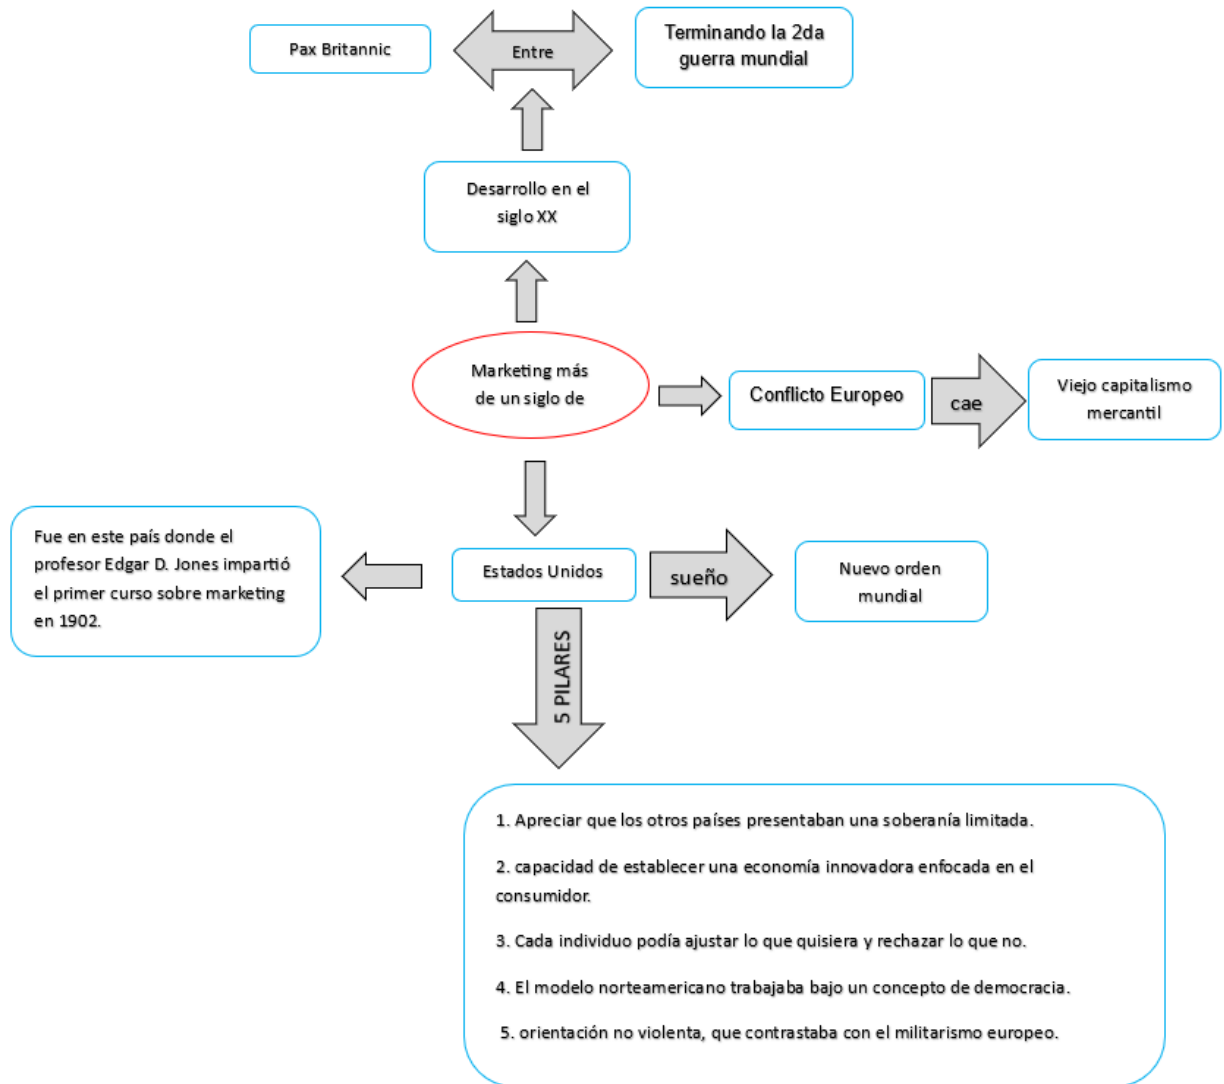 Pax Britannic
Entre
Terminando la 2da
guerra mundial
Desarrollo en el
siglo XX
Marketing más
de un siglo de
Conflicto Europeo
cae
Viejo capitalismo
mercantil
Fue en este país donde el
profesor Edgar D. Jones impartió
el primer curso sobre marketing
en 1902.
Estados Unidos
sueño
Nuevo orden
mundial
5 PILARES
1. Apreciar que los otros países presentaban una soberanía limitada.
2. capacidad de establecer una economía innovadora enfocada en el
consumidor.
3. Cada individuo podía ajustar lo que quisiera y rechazar lo que no.
4. El modelo norteamericano trabajaba bajo un concepto de democracia.
5. orientación no violenta, que contrastaba con el militarismo europeo.